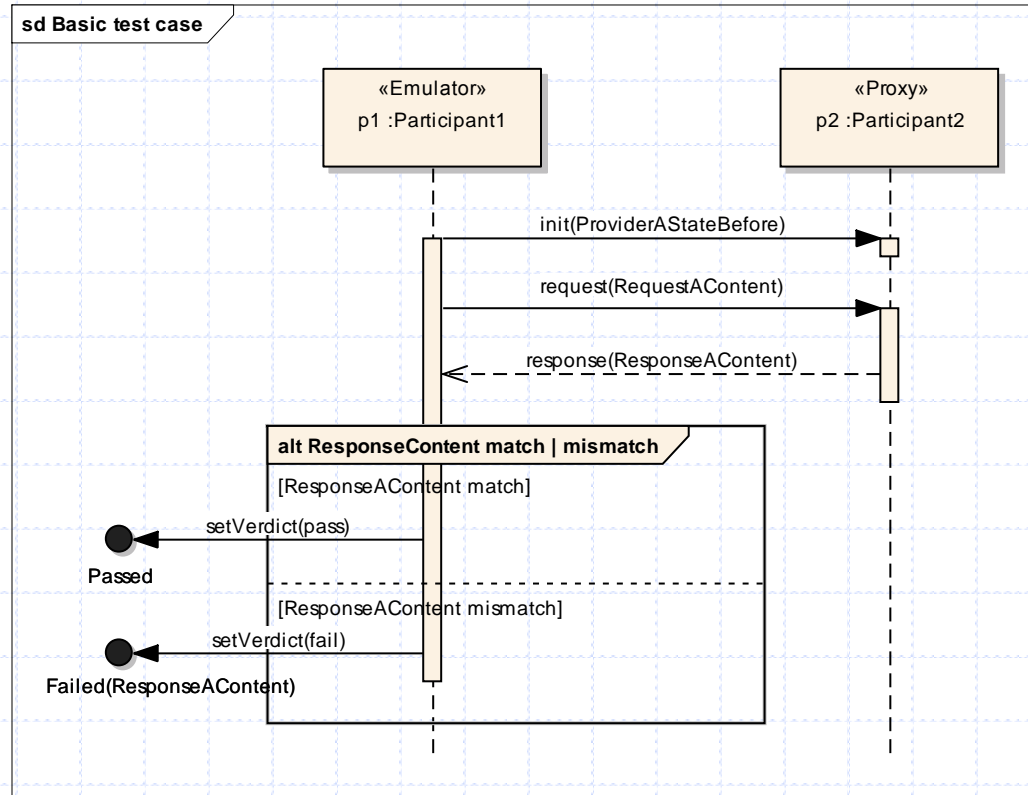 sd Basic test case
«Emulator»
p1 :Participant1
«Proxy»
p2 :Participant2
init(ProviderAStateBefore)
request(RequestAContent)
response(ResponseAContent)
alt ResponseContent match | mismatch
[ResponseAContent match]
setVerdict(pass)
Passed
[ResponseAContent mismatch]
setVerdict(fail)
Failed(ResponseAContent)